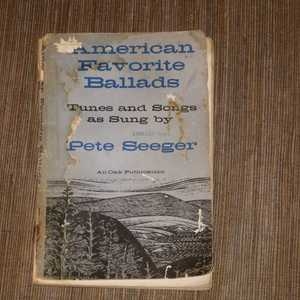 American
Favorite
Ballads
Tunes and Songs
as Sung by
Pete Seeger
An Oak Publication